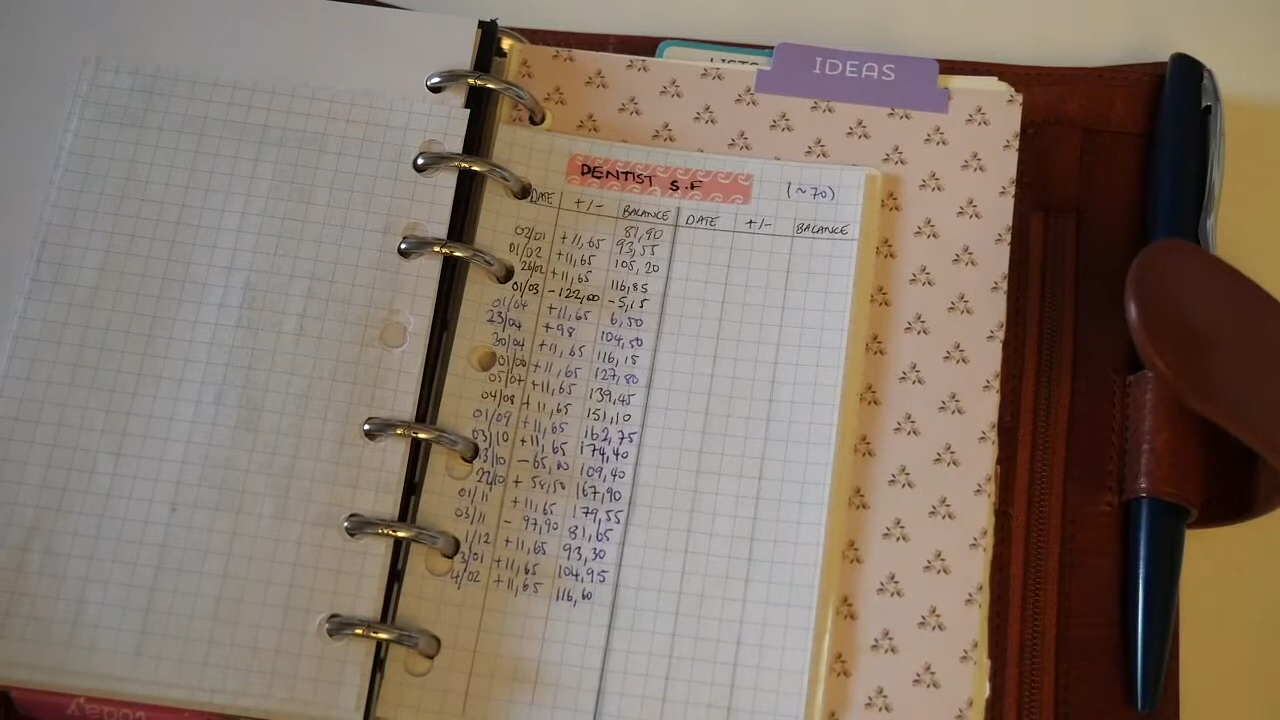 LISTS
IDEAS
DENTIST S.F (~70)
DATE +/- BALANCE DATE +/- BALANCE
81,90
02/01 +11,65 93,55
01/02 +11,65 105,20
26/02 +11,65 116,85
01/03 -122,00 -5,15
01/04 +11,65 6,50
23/04 +98 104,50
30/04 +11,65 116,15
01/06 +11,65 127,80
05/07 +11,65 139,45
04/08 +11,65 151,10
01/09 +11,65 162,75
03/10 +11,65 174,40
13/10 -65,00 109,40
22/10 +58,50 167,90
01/11 +11,65 179,55
03/11 -97,90 81,65
1/12 +11,65 93,30
3/01 +11,65 104,95
4/02 +11,65 116,60
today